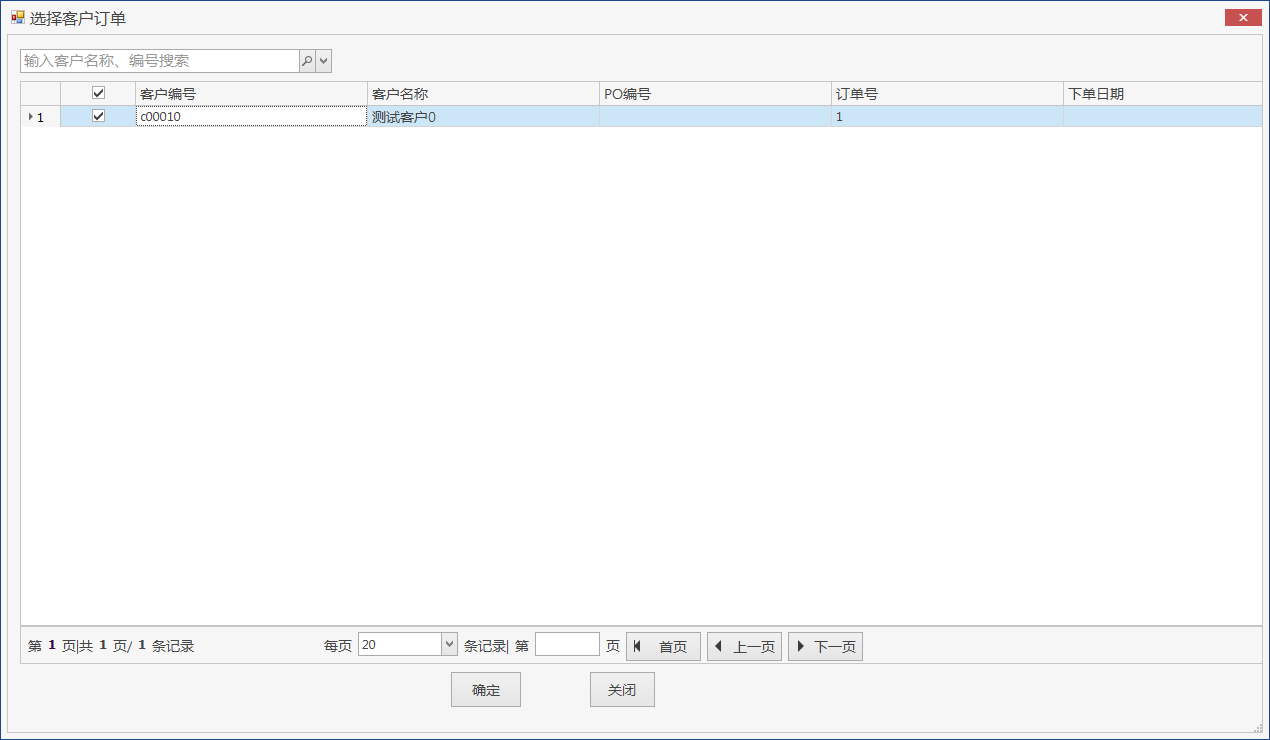 选择客户订单
输入客户名称、编号搜索
客户编号 客户名称 PO编号 订单号 下单日期
1 c00010 测试客户0 1
第 1 页|共 1 页/ 1 条记录 每页 20 条记录| 第 页 首页 上一页 下一页
确定 关闭